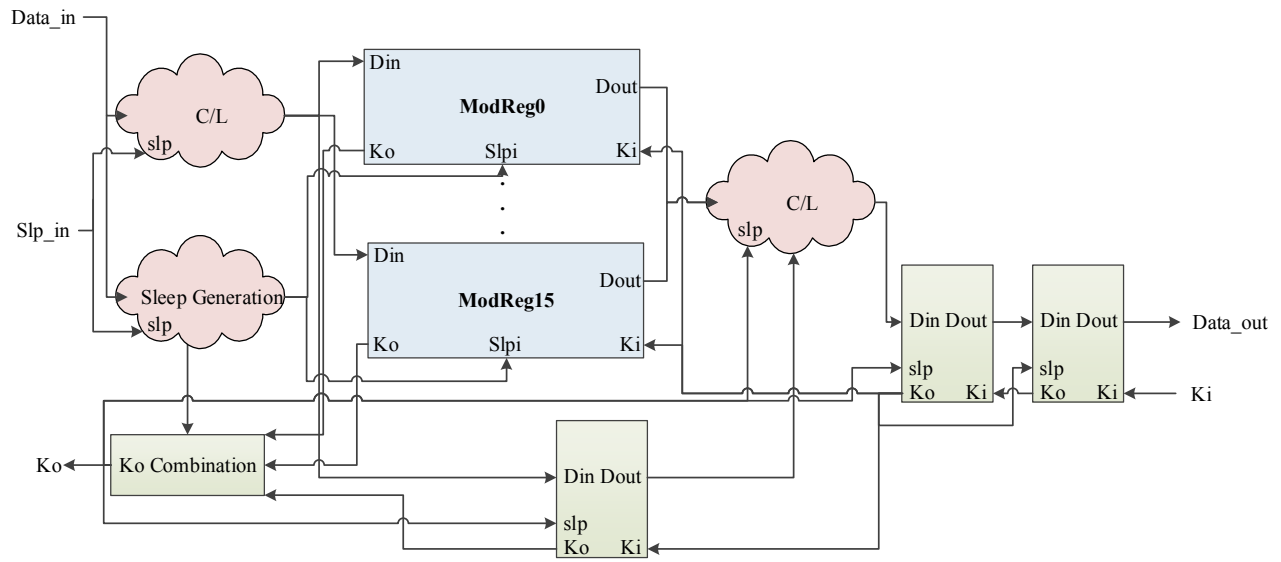 Data_in
C/L
slp
Slp_in
Sleep Generation
slp
Din
Dout
ModReg0
Ko
Slpi
Ki
Din
Dout
ModReg15
Ko
Slpi
Ki
C/L
slp
Din Dout
slp
Ko Ki
Din Dout
slp
Ko Ki
Data_out
Ki
Ko
Ko Combination
Din Dout
slp
Ko Ki